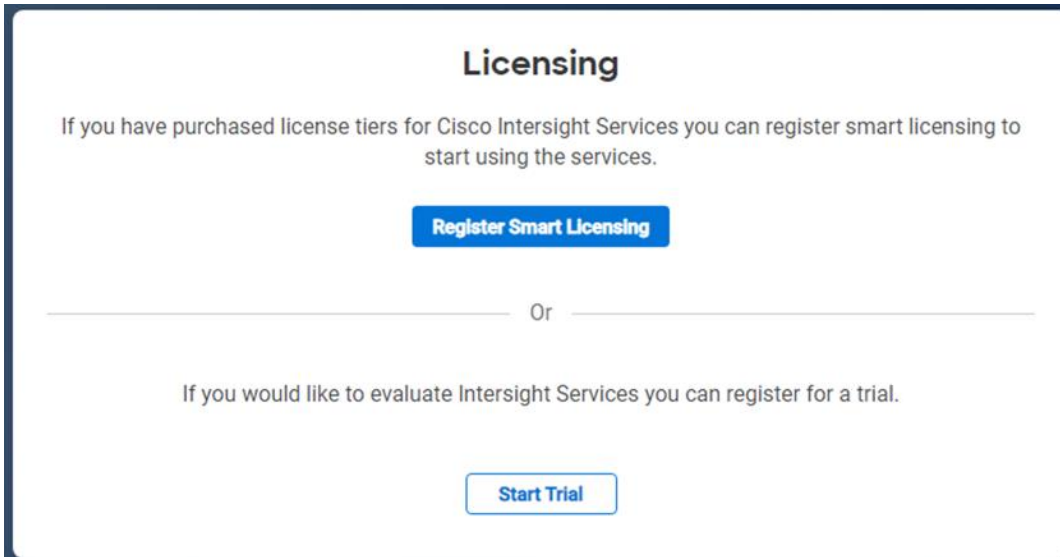 Licensing
If you have purchased license tiers for Cisco Intersight Services you can register smart licensing to
start using the services.
Register Smart Licensing
Or
If you would like to evaluate Intersight Services you can register for a trial.
Start Trial